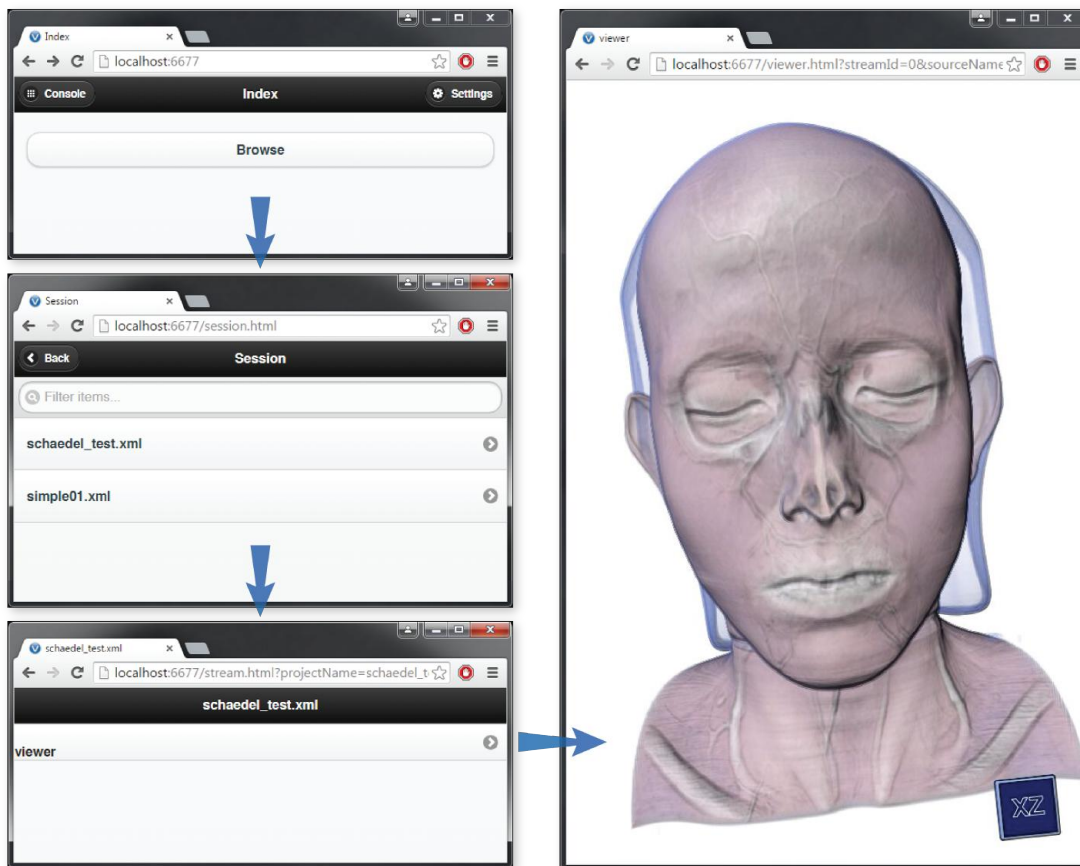 Index
localhost:6677
Console
Index
Settings
Browse
Session
localhost:6677/session.html
Back
Session
Filter items...
schaedel_test.xml
simple01.xml
schaedel_test.xml
localhost:6677/stream.html?projectName=schaedel_t
schaedel_test.xml
viewer
viewer
localhost:6677/viewer.html?streamId=0&sourceName
XZ